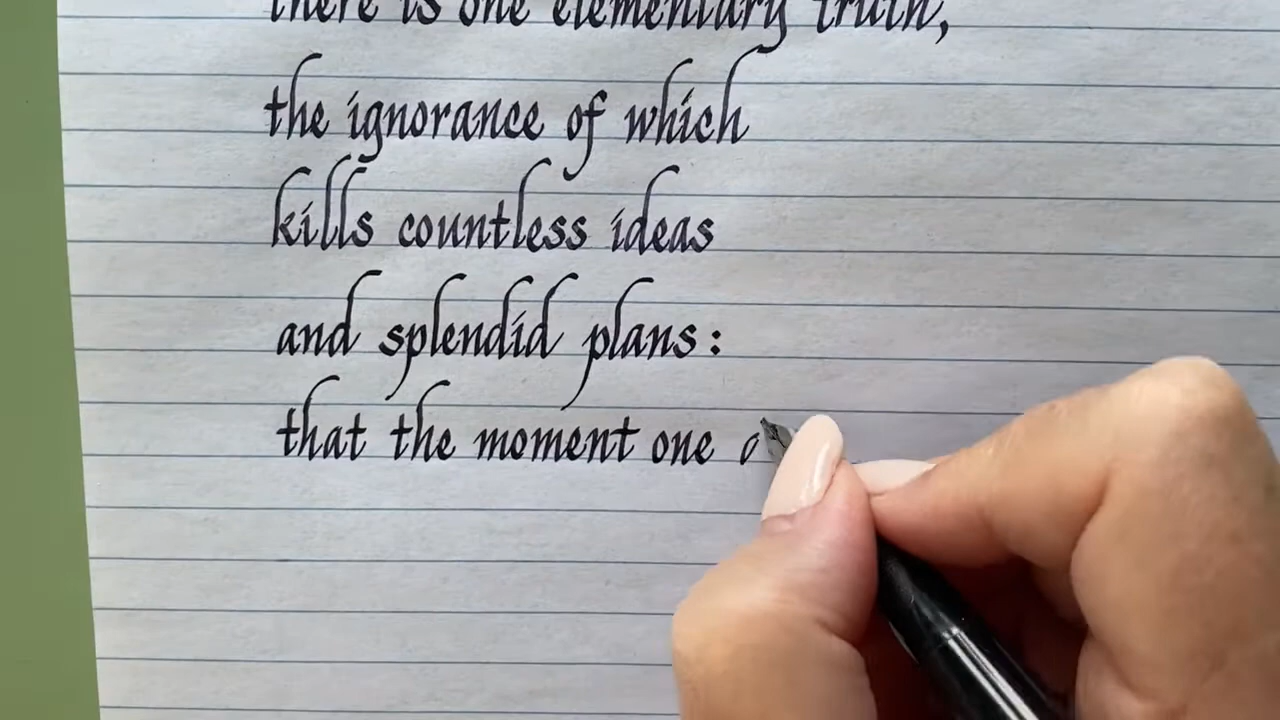 there is one elementary truth,
the ignorance of which
kills countless ideas
and splendid plans:
that the moment one